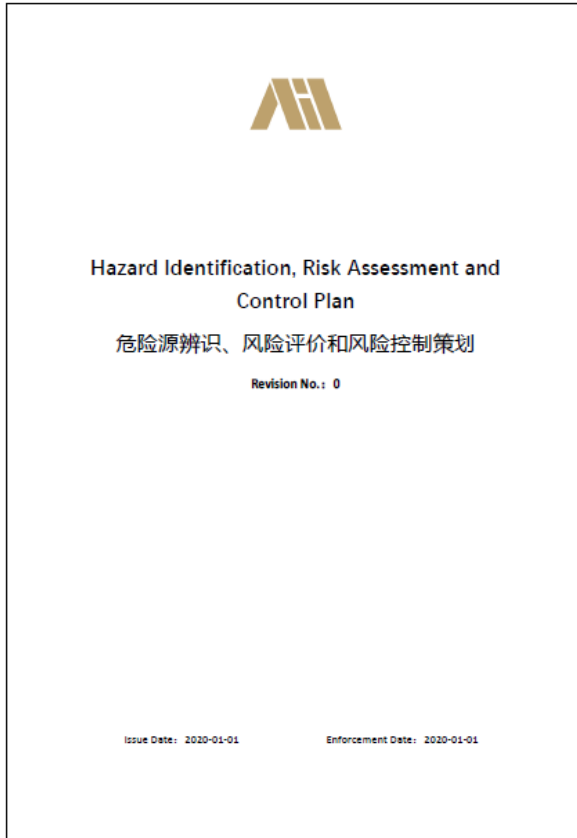 Hazard Identification, Risk Assessment and
Control Plan
危险源辨识、风险评价和风险控制策划
Revision No.：0
Issue Date：2020-01-01 Enforcement Date：2020-01-01